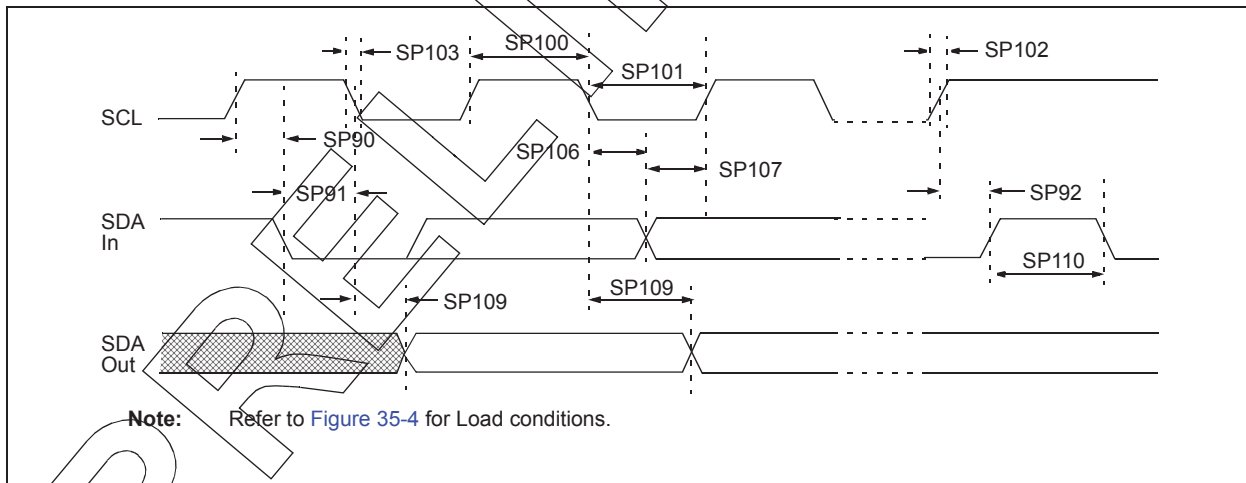 SP103
SP100
SP102
SP101
SCL
SP90
SP106
SP107
SP91
SDA
In
SP92
SP110
SP109
SP109
SDA
Out
Note: Refer to Figure 35-4 for Load conditions.
PREL